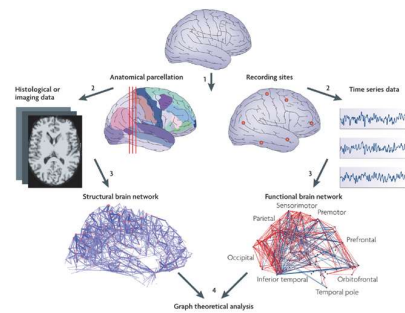 Anatomical parcellation
1
Recording sites
Histological or
imaging data
2
2
Time series data
3
3
Structural brain network
Functional brain network
Sensorimotor
Parietal
Premotor
Prefrontal
Occipital
Inferior temporal
Orbitofrontal
Temporal pole
4
Graph theoretical analysis